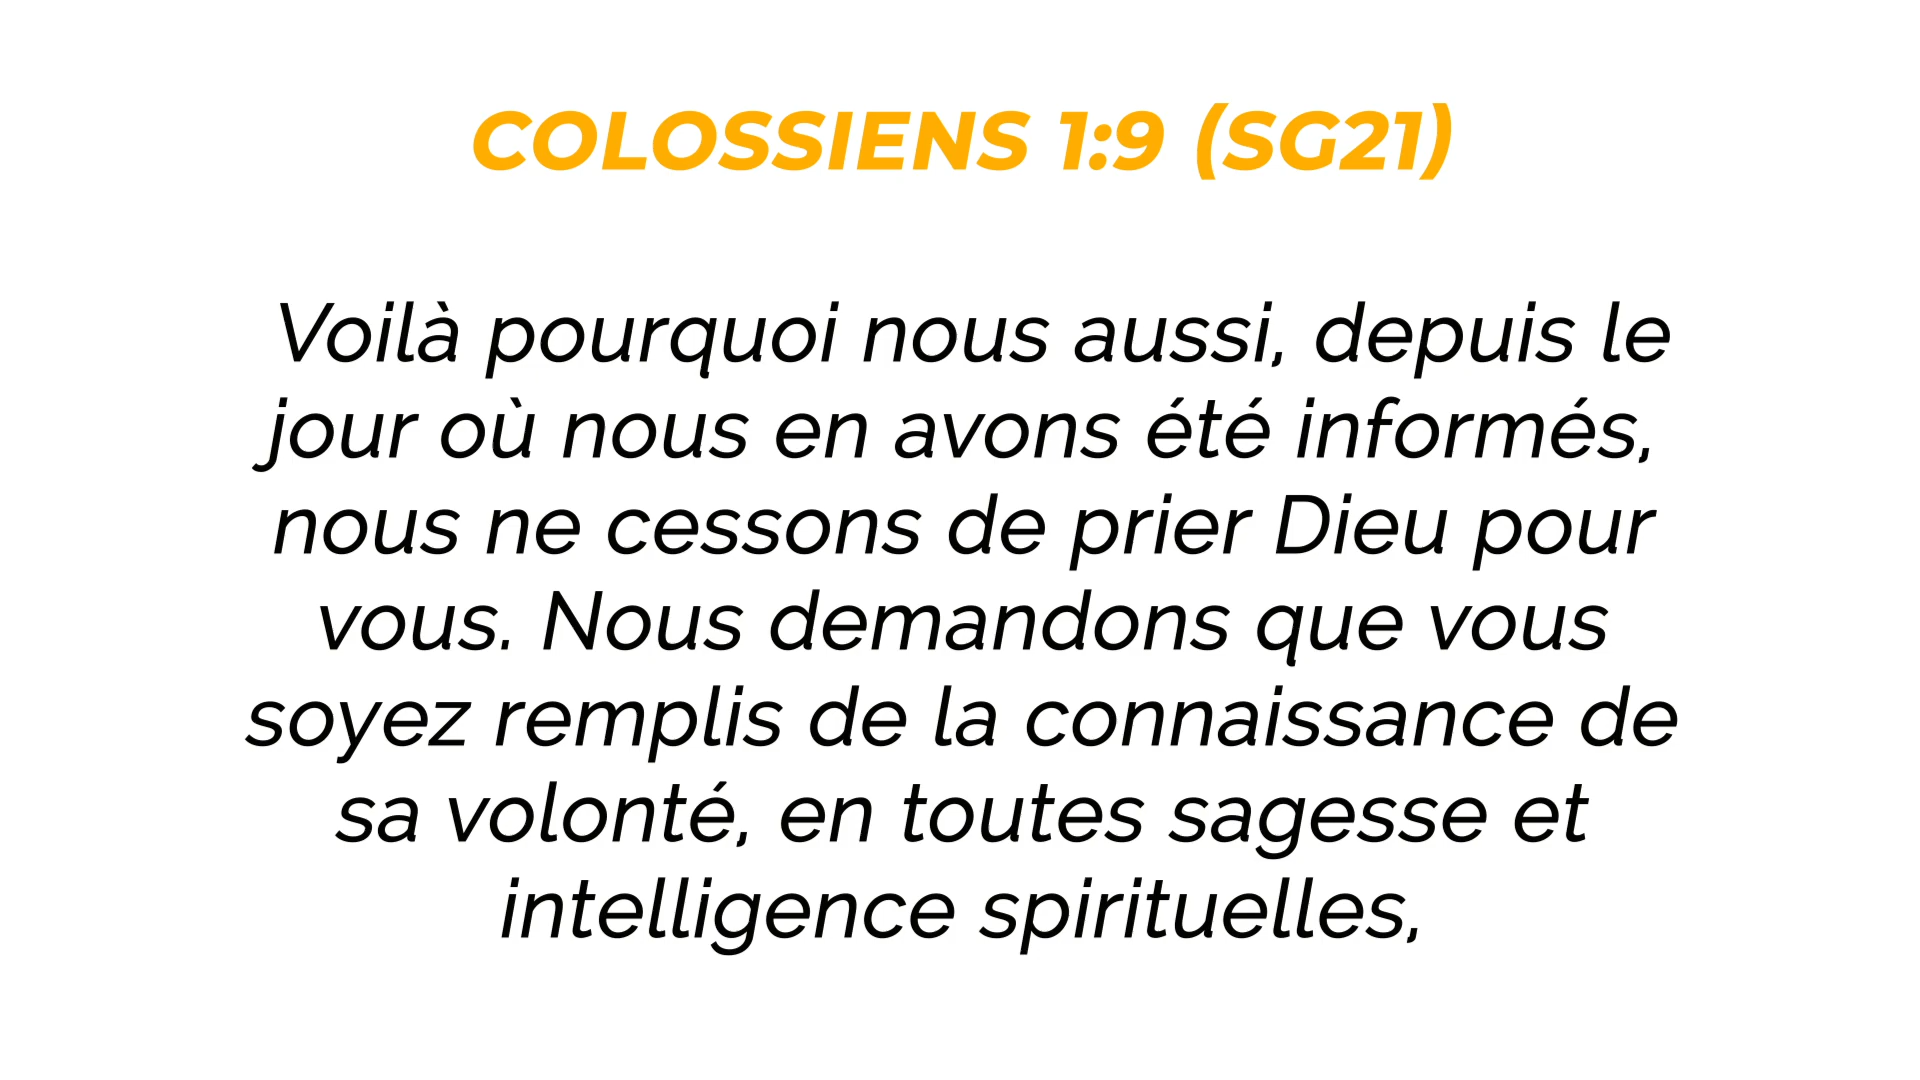 COLOSSIENS 1:9 (SG21)
Voilà pourquoi nous aussi, depuis le
jour où nous en avons été informés,
nous ne cessons de prier Dieu pour
vous. Nous demandons que vous
soyez remplis de la connaissance de
sa volonté, en toutes sagesse et
intelligence spirituelles,